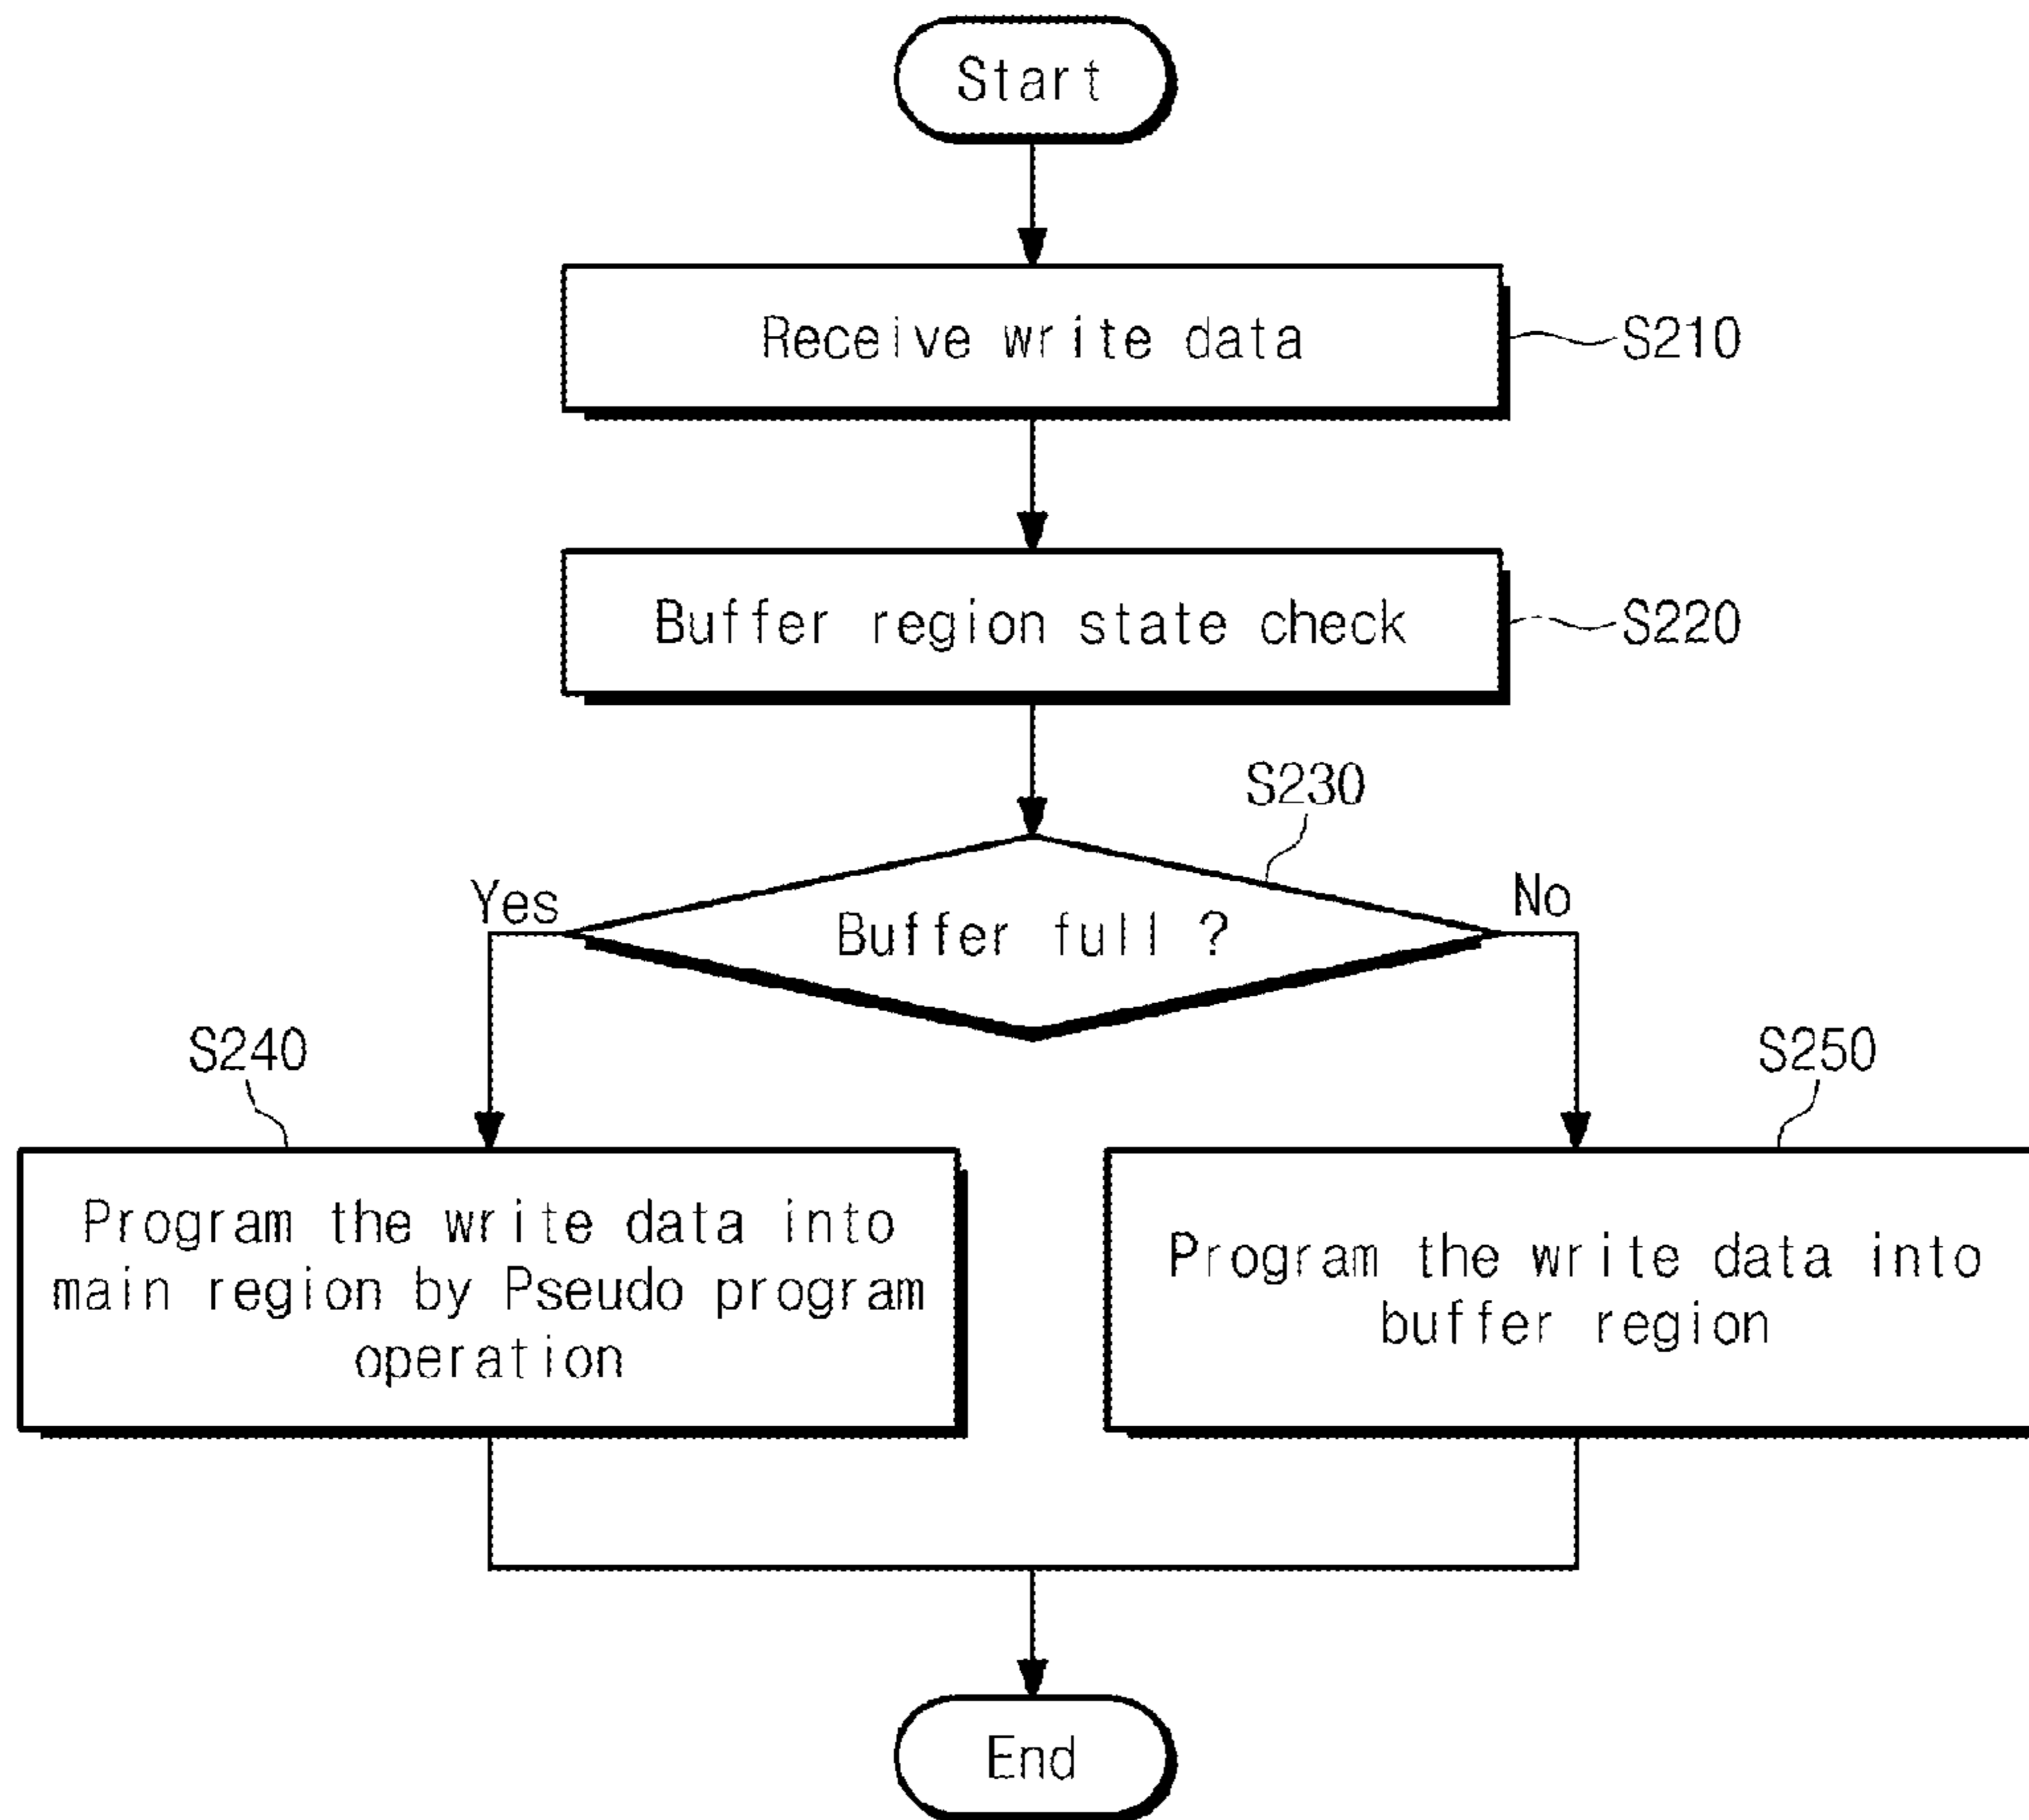 Start
Receive write data
S210
Buffer region state check
S220
S230
Yes
Buffer full ?
No
S240
S250
Program the write data into
main region by Pseudo program
operation
Program the write data into
buffer region
End